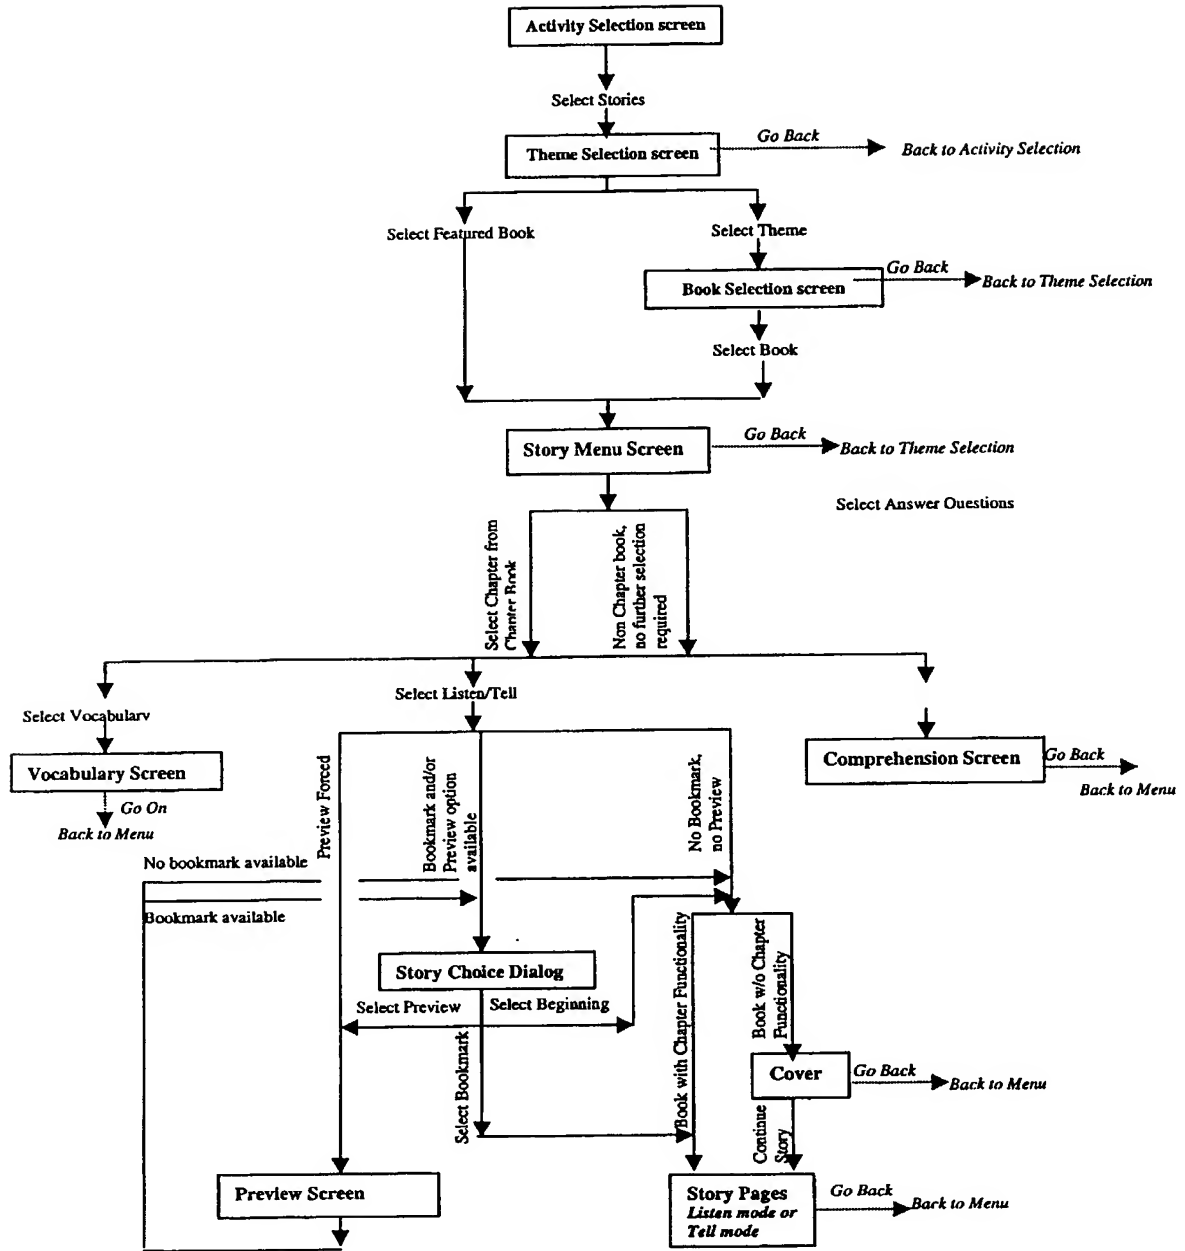 Activity Selection screen
Select Stories
Theme Selection screen
Go Back
Back to Activity Selection
Select Featured Book
Select Theme
Go Back
Book Selection screen
Back to Theme Selection
Select Book
Story Menu Screen
Go Back
Back to Theme Selection
Select Answer Questions
Select Chapter from
Chapter Book
Non Chapter book,
no further selection
required
Select Vocabulary
Select Listen/Tell
Vocabulary Screen
Go On
Back to Menu
Preview Forced
Bookmark and/or
Preview option
available
No Bookmark,
no Preview
Comprehension Screen
Go Back
Back to Menu
No bookmark available
Bookmark available
Story Choice Dialog
Select Preview
Select Beginning
Select Bookmark
Book with Chapter Functionality
Book w/o Chapter
Functionality
Cover
Go Back
Back to Menu
Continue
Story
Preview Screen
Story Pages
Listen mode or
Tell mode
Go Back
Back to Menu